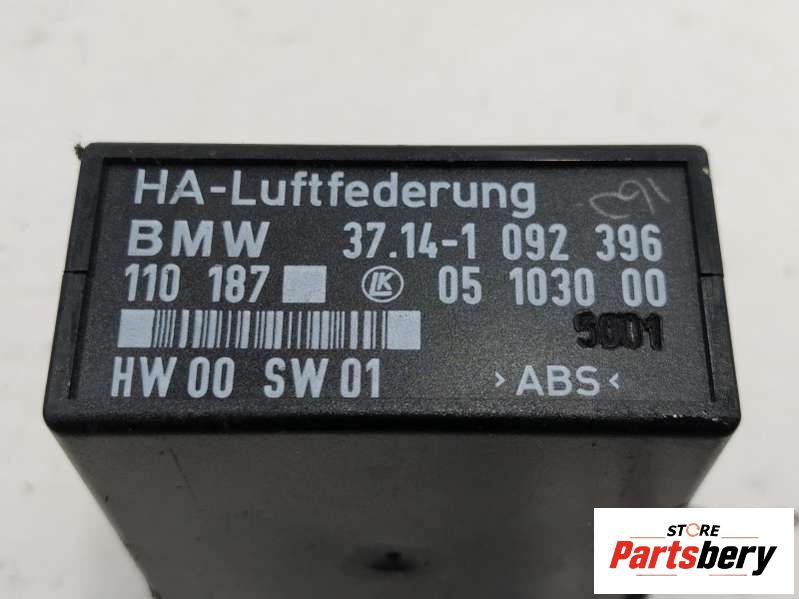 HA-Luftfederung
BMW 37.14-1 092 396
110 187 LK 05 1030 00
5001
HW 00 SW 01 >ABS<
STORE
Partsbery